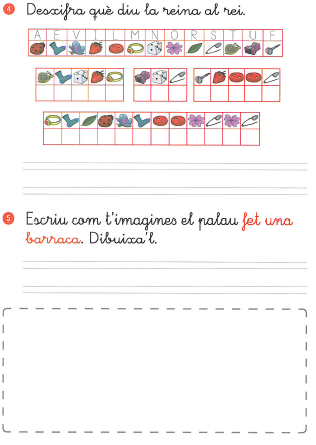 4 Desxifra què diu la reina al rei.
A E V I L M N O R S T U F
5 Escriu com t'imagines el palau fet una
barraca. Dibuixa'l.